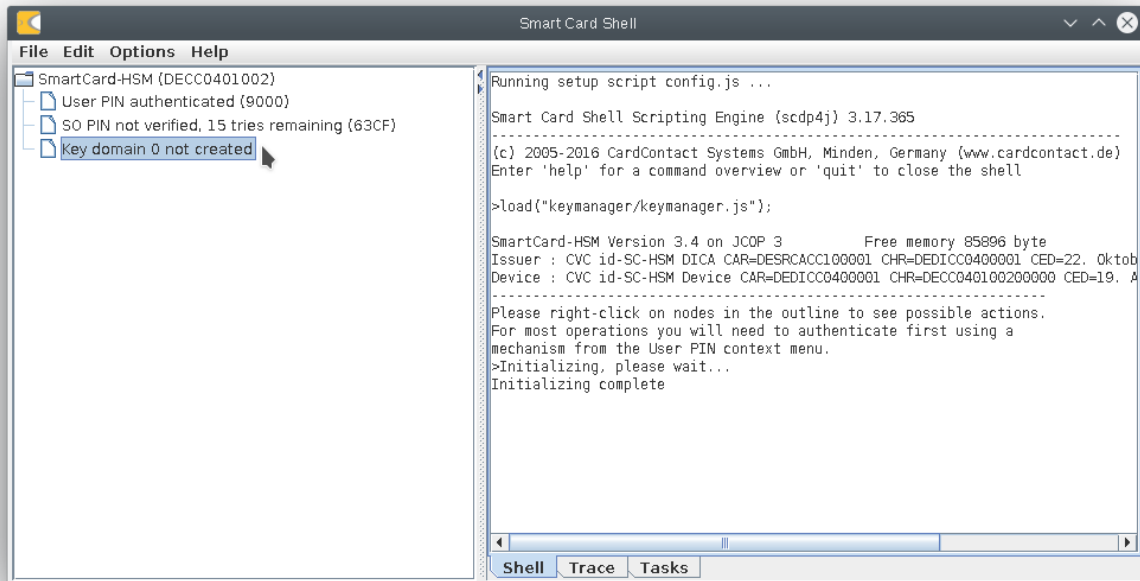 Smart Card Shell
File Edit Options Help
SmartCard-HSM (DECC0401002)
User PIN authenticated (9000)
SO PIN not verified, 15 tries remaining (63CF)
Key domain 0 not created
Running setup script config.js ...
Smart Card Shell Scripting Engine (scdp4j) 3.17.365
---------------------------------------------------------------------------------
(c) 2005-2016 CardContact Systems GmbH, Minden, Germany (www.cardcontact.de)
Enter 'help' for a command overview or 'quit' to close the shell
>load("keymanager/keymanager.js");
SmartCard-HSM Version 3.4 on JCOP 3 Free memory 85896 byte
Issuer : CVC id-SC-HSM DICA CAR=DESRCACC100001 CHR=DEDICC0400001 CED=22. Oktob
Device : CVC id-SC-HSM Device CAR=DEDICC0400001 CHR=DECC040100200000 CED=19. A
-----------------------------------------------------------------------
Please right-click on nodes in the outline to see possible actions.
For most operations you will need to authenticate first using a
mechanism from the User PIN context menu.
>Initializing, please wait...
Initializing complete
Shell Trace Tasks